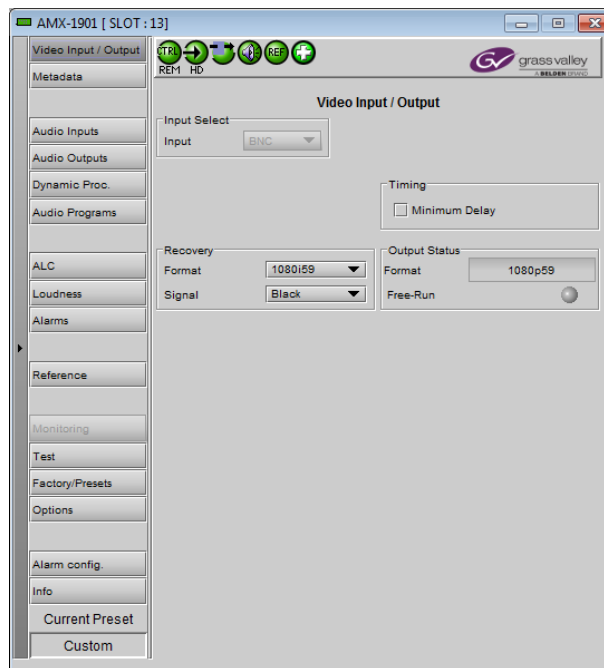 AMX-1901 [ SLOT : 13]
Video Input / Output
Metadata
Audio Inputs
Audio Outputs
Dynamic Proc.
Audio Programs
ALC
Loudness
Alarms
Reference
Monitoring
Test
Factory/Presets
Options
Alarm config.
Info
Current Preset
Custom
CTRL
REF
REM HD
GV grass valley
A BELDEN BRAND
Video Input / Output
Input Select
Input BNC
Timing
Minimum Delay
Recovery
Format 1080i59
Signal Black
Output Status
Format 1080p59
Free-Run